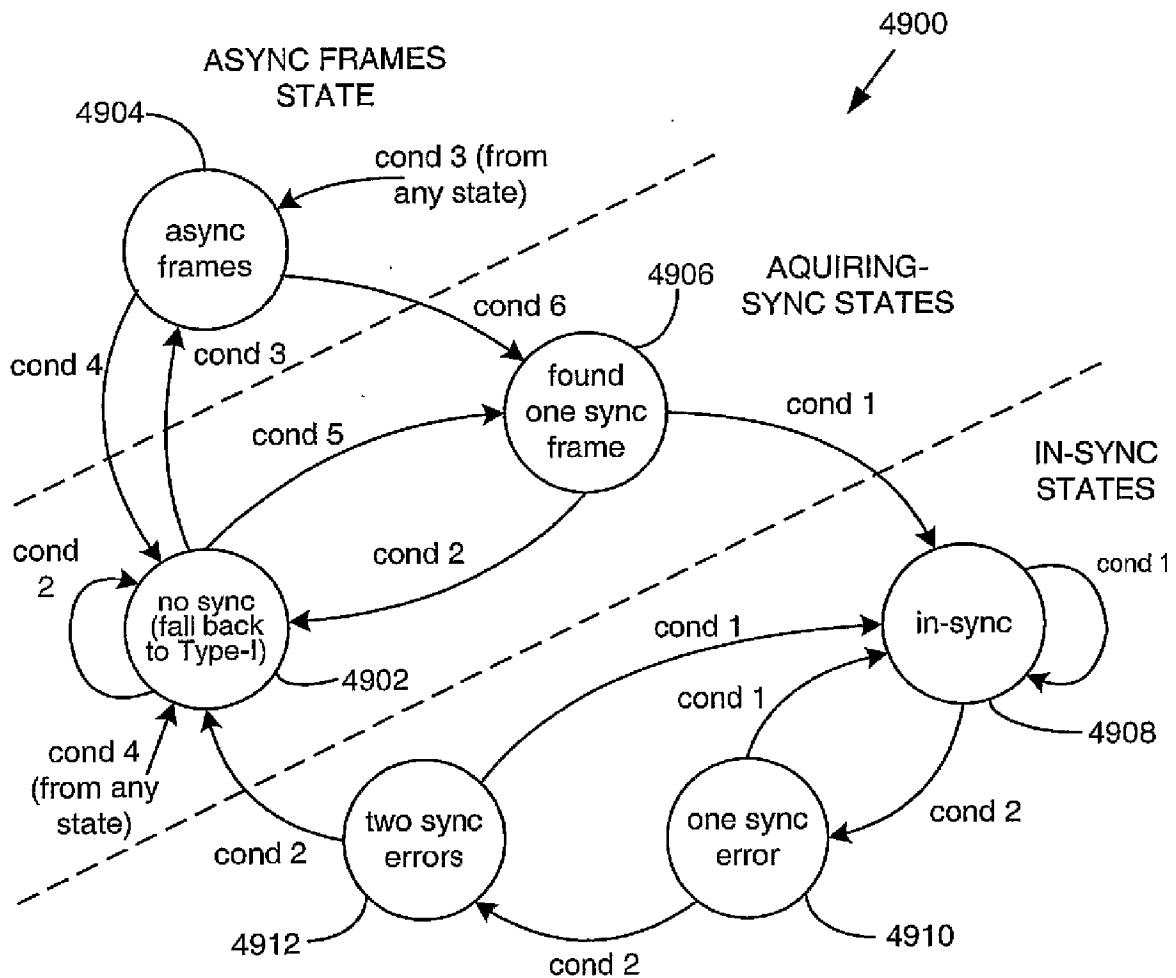 4900
ASYNC FRAMES
STATE
4904
cond 3 (from
any state)
async
frames
4906
AQUIRING-
SYNC STATES
cond 6
cond 4
cond 3
found
one sync
frame
cond 1
cond 5
IN-SYNC
STATES
cond
2
cond 2
cond 1
no sync
(fall back
to Type-I)
in-sync
cond 1
4902
cond 1
4908
cond 4
(from any
state)
two sync
errors
one sync
error
cond 2
cond 2
4912
4910
cond 2